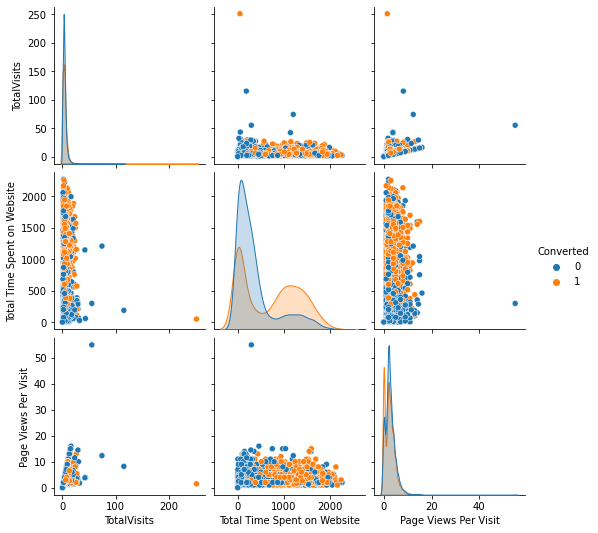 250
200
150
100
50
0
TotalVisits
2000
1500
1000
500
0
Total Time Spent on Website
Converted
0
1
50
40
30
20
10
0
Page Views Per Visit
0 100 200
0 1000 2000
0 20 40
TotalVisits
Total Time Spent on Website
Page Views Per Visit